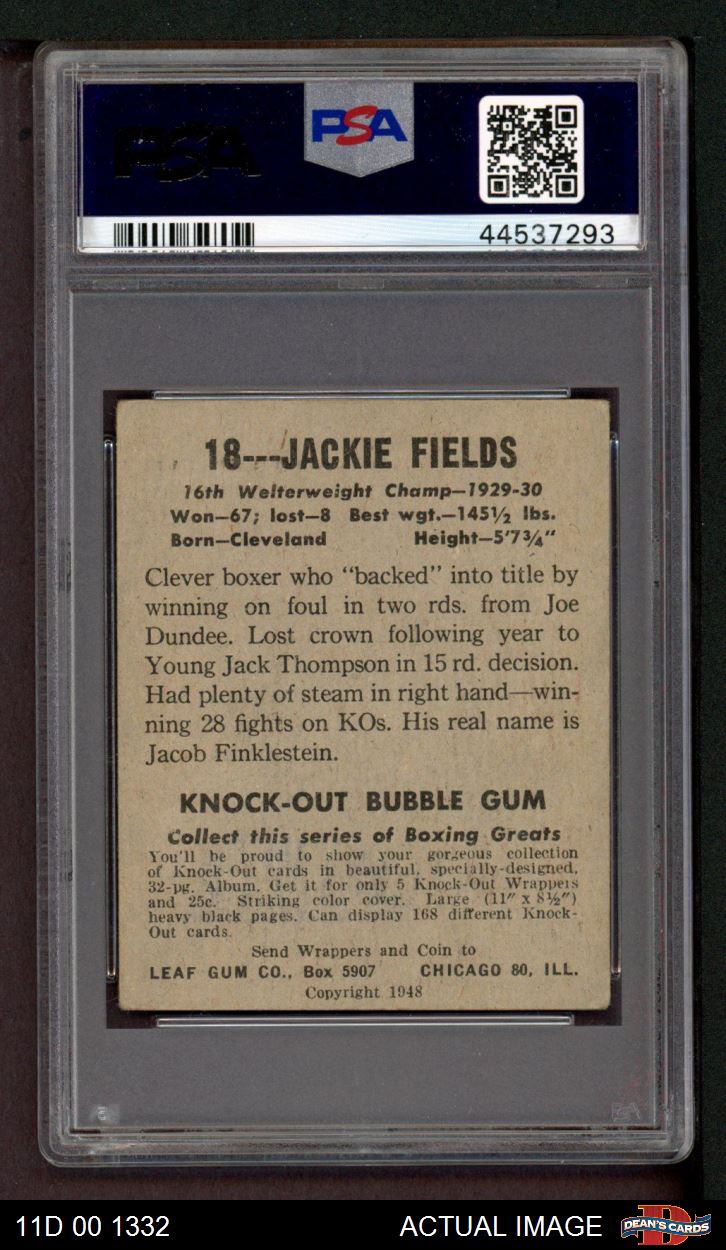 PSA
PSA
44537293
18---JACKIE FIELDS
16th Welterweight Champ—1929-30
Won—67; lost—8 Best wgt.—145½ lbs.
Born—Cleveland Height—5'7¾"
Clever boxer who "backed" into title by
winning on foul in two rds. from Joe
Dundee. Lost crown following year to
Young Jack Thompson in 15 rd. decision.
Had plenty of steam in right hand—win-
ning 28 fights on KOs. His real name is
Jacob Finklestein.
KNOCK-OUT BUBBLE GUM
Collect this series of Boxing Greats
You'll be proud to show your gorgeous collection
of Knock-Out cards in beautiful, specially-designed,
32-pg. Album. Get it for only 5 Knock-Out Wrappers
and 25c. Striking color cover. Large (11" x 8½")
heavy black pages. Can display 168 different Knock-
Out cards.
Send Wrappers and Coin to
LEAF GUM CO., Box 5907 CHICAGO 80, ILL.
Copyright 1948
11D 00 1332 ACTUAL IMAGE DEAN'S CARDS